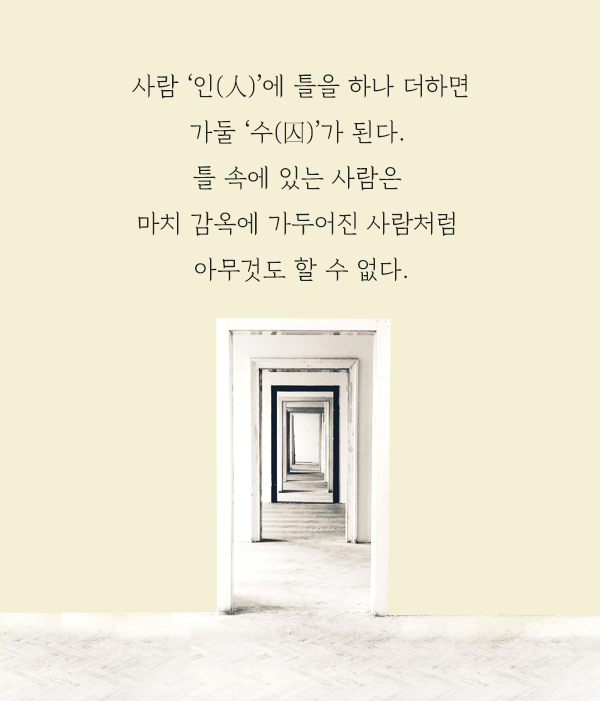 사람 ‘인(人)’에 틀을 하나 더하면
가둘 ‘수(囚)’가 된다.
틀 속에 있는 사람은
마치 감옥에 가두어진 사람처럼
아무것도 할 수 없다.